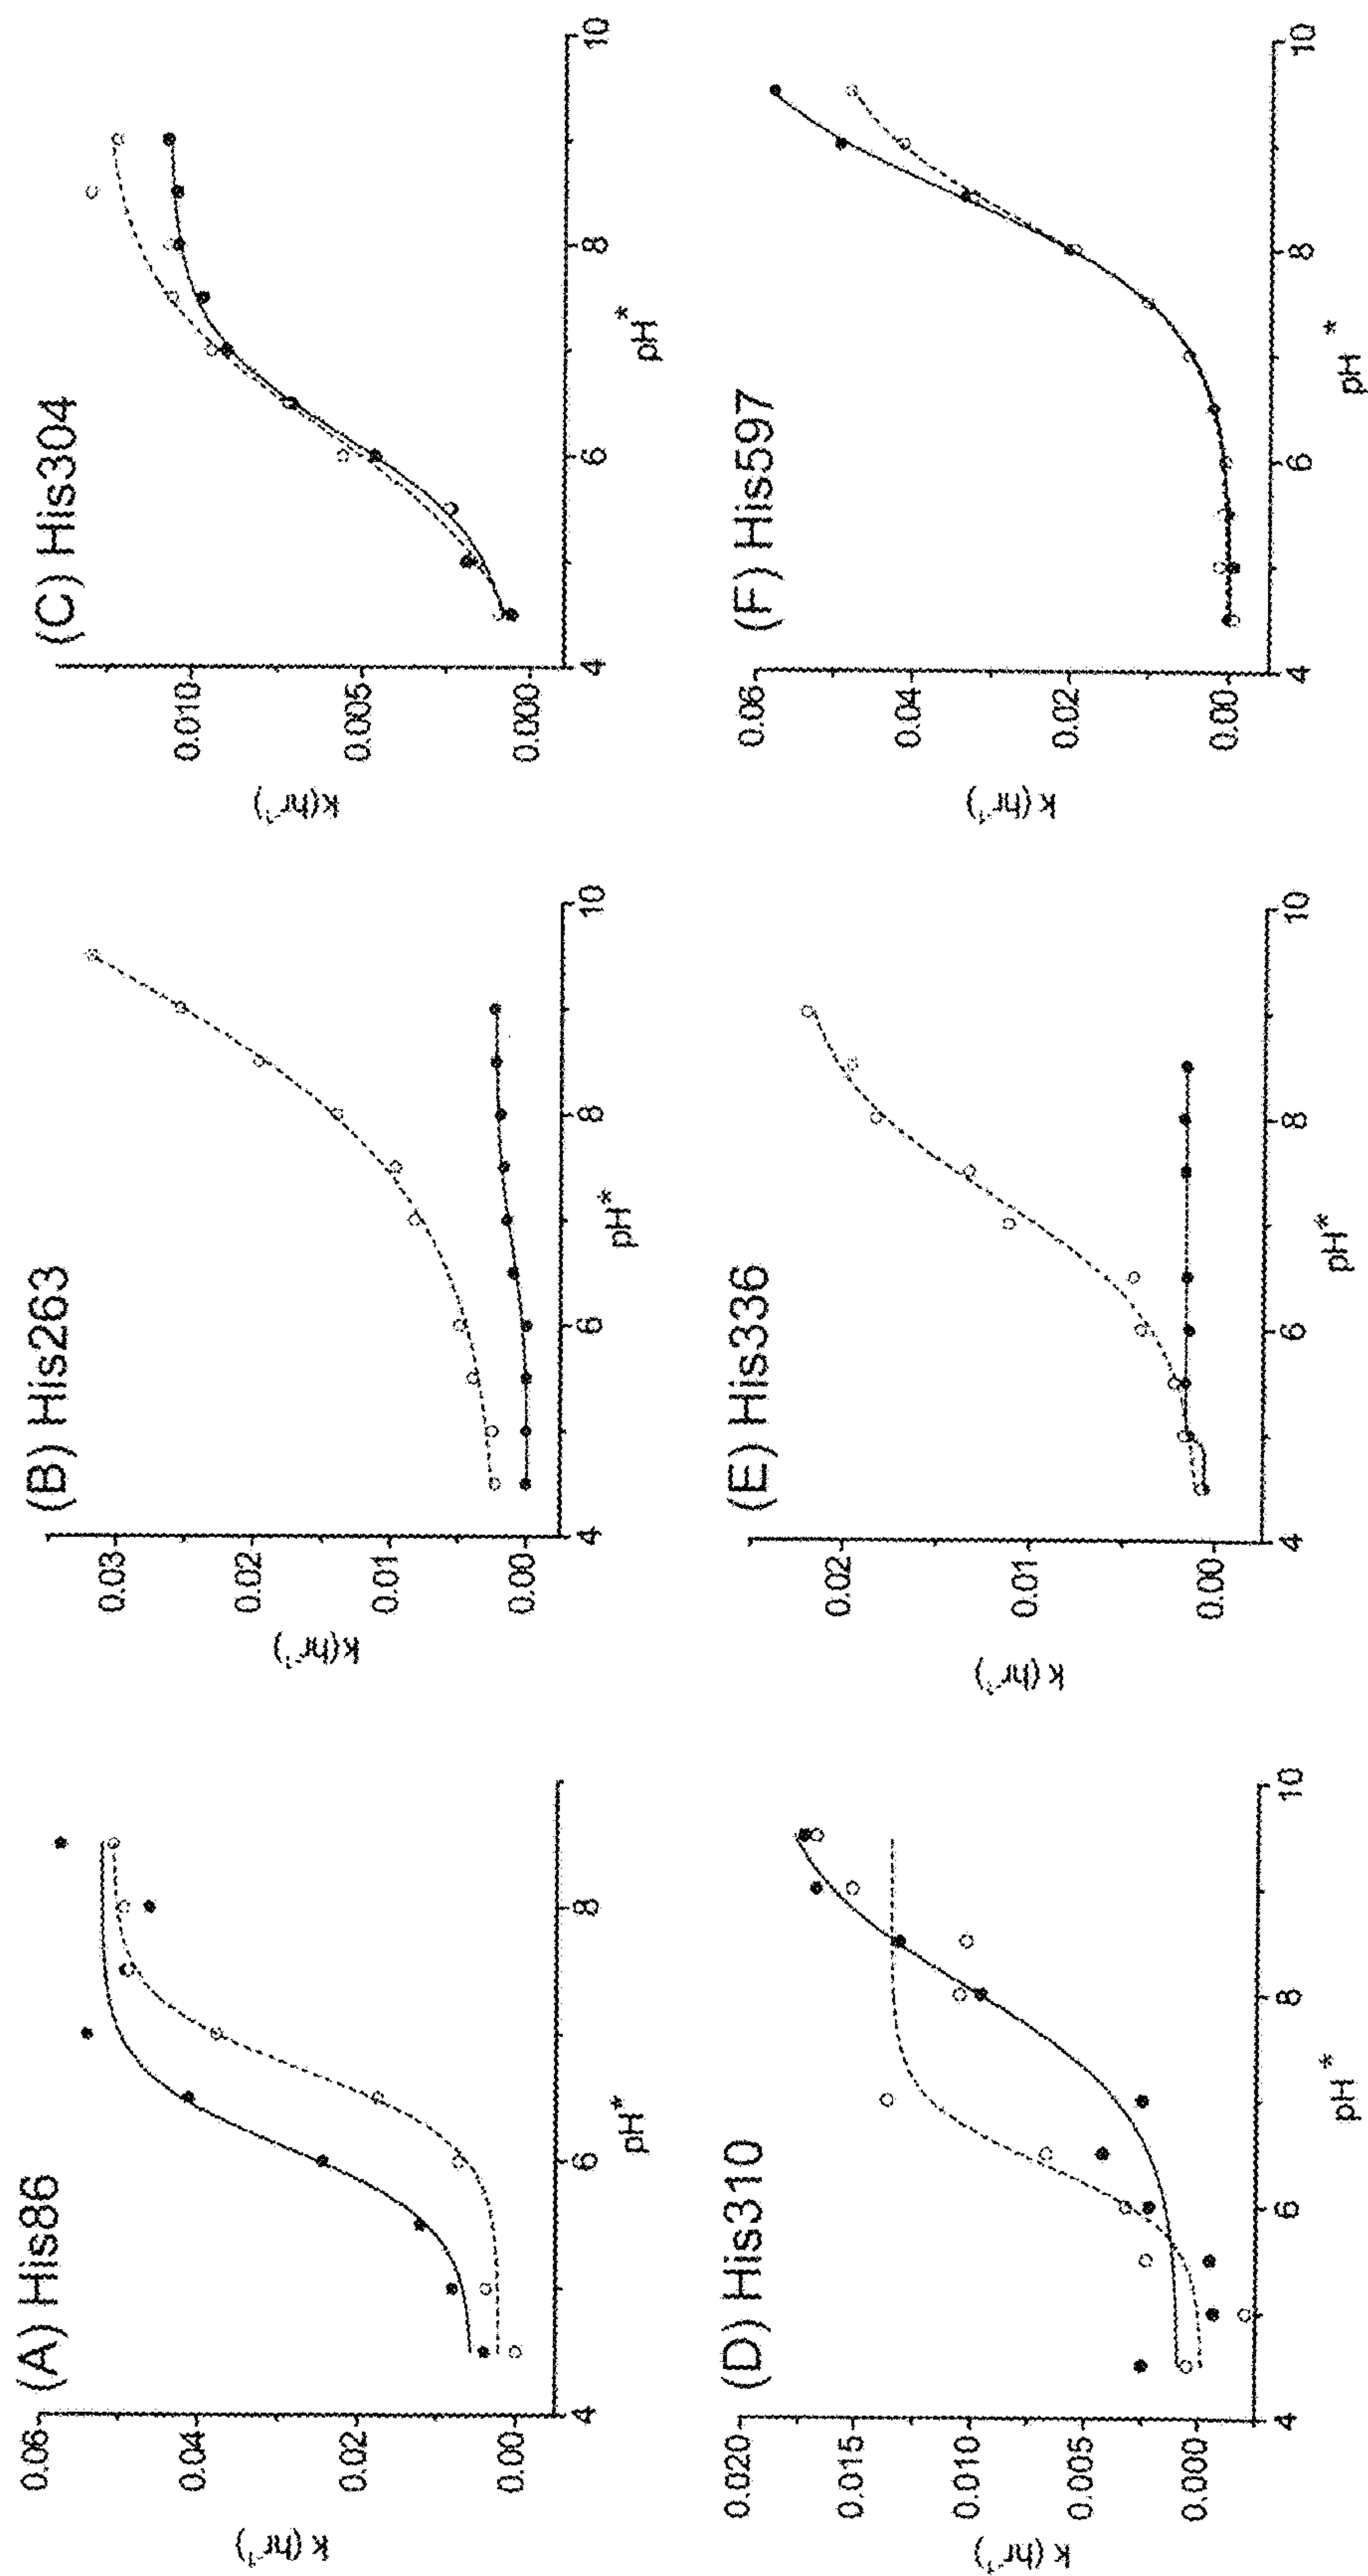 (A) His86
k (hr⁻¹)
0.06
0.04
0.02
0.00
4
6
8
pH*
(B) His263
k(hr⁻¹)
0.03
0.02
0.01
0.00
4
6
8
10
pH*
(C) His304
k(hr⁻¹)
0.010
0.005
0.000
4
6
8
10
pH*
(D) His310
k (hr⁻¹)
0.020
0.015
0.010
0.005
0.000
4
6
8
10
pH*
(E) His336
k (hr⁻¹)
0.02
0.01
0.00
4
6
8
10
pH*
(F) His597
k (hr⁻¹)
0.06
0.04
0.02
0.00
4
6
8
10
pH *